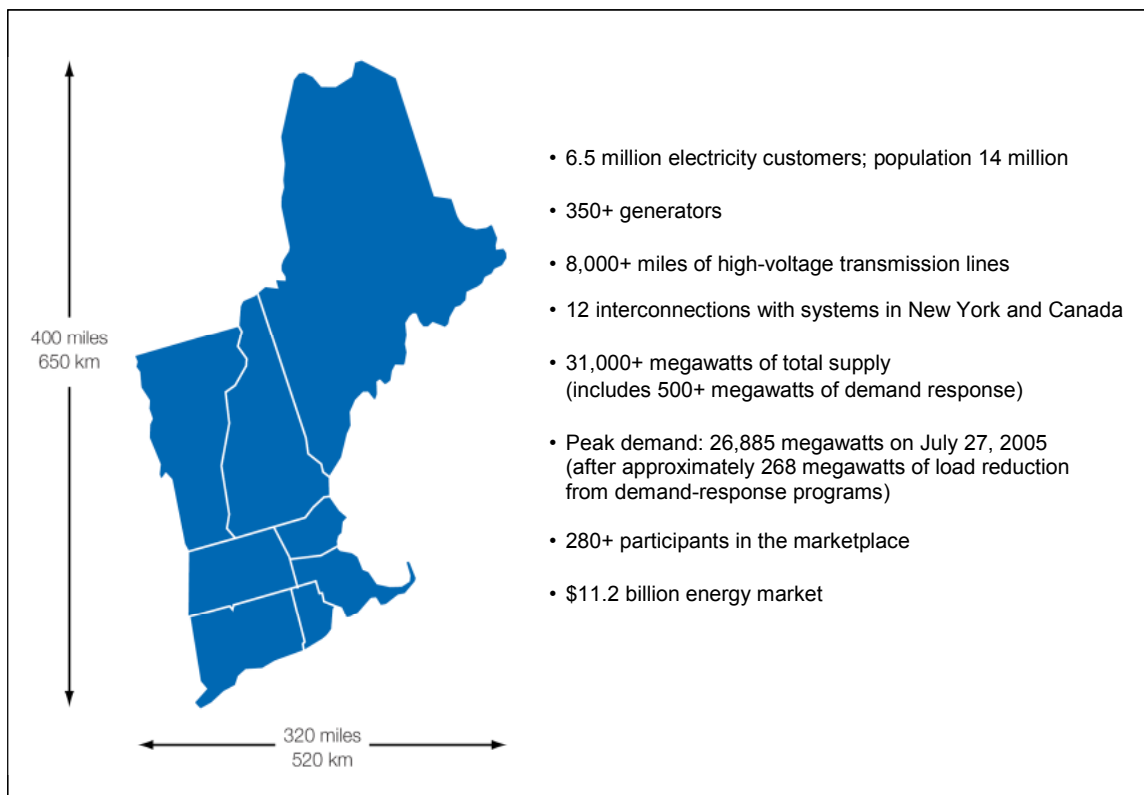 400 miles
650 km
• 6.5 million electricity customers; population 14 million
• 350+ generators
• 8,000+ miles of high-voltage transmission lines
• 12 interconnections with systems in New York and Canada
• 31,000+ megawatts of total supply
(includes 500+ megawatts of demand response)
• Peak demand: 26,885 megawatts on July 27, 2005
(after approximately 268 megawatts of load reduction
from demand-response programs)
• 280+ participants in the marketplace
• $11.2 billion energy market
320 miles
520 km